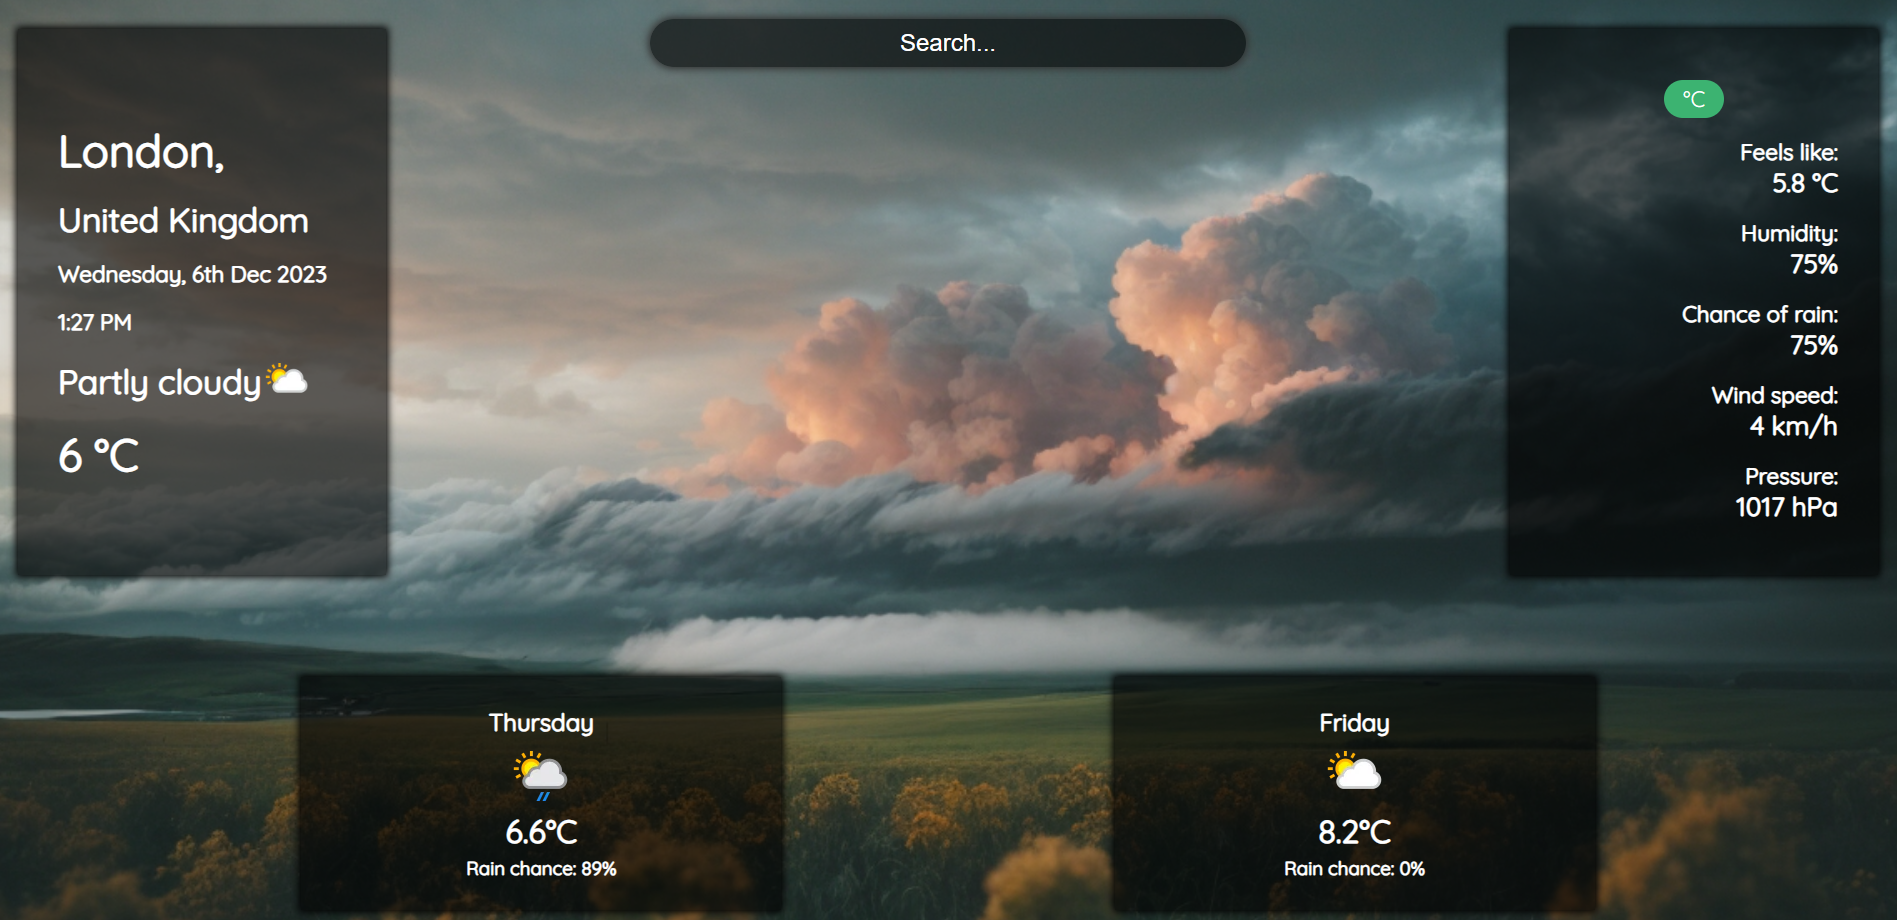 Search...
London,
United Kingdom
Wednesday, 6th Dec 2023
1:27 PM
Partly cloudy
6 °C
°C
Feels like:
5.8 °C
Humidity:
75%
Chance of rain:
75%
Wind speed:
4 km/h
Pressure:
1017 hPa
Thursday
6.6°C
Rain chance: 89%
Friday
8.2°C
Rain chance: 0%